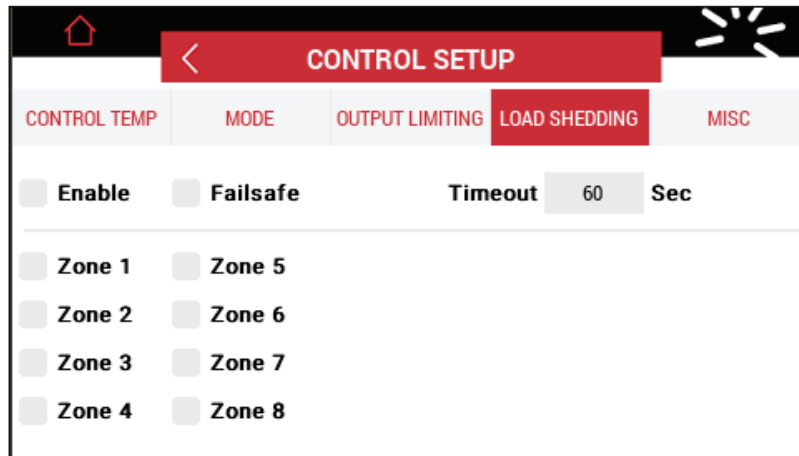 CONTROL SETUP
CONTROL TEMP MODE OUTPUT LIMITING LOAD SHEDDING MISC
Enable Failsafe Timeout 60 Sec
Zone 1 Zone 5
Zone 2 Zone 6
Zone 3 Zone 7
Zone 4 Zone 8